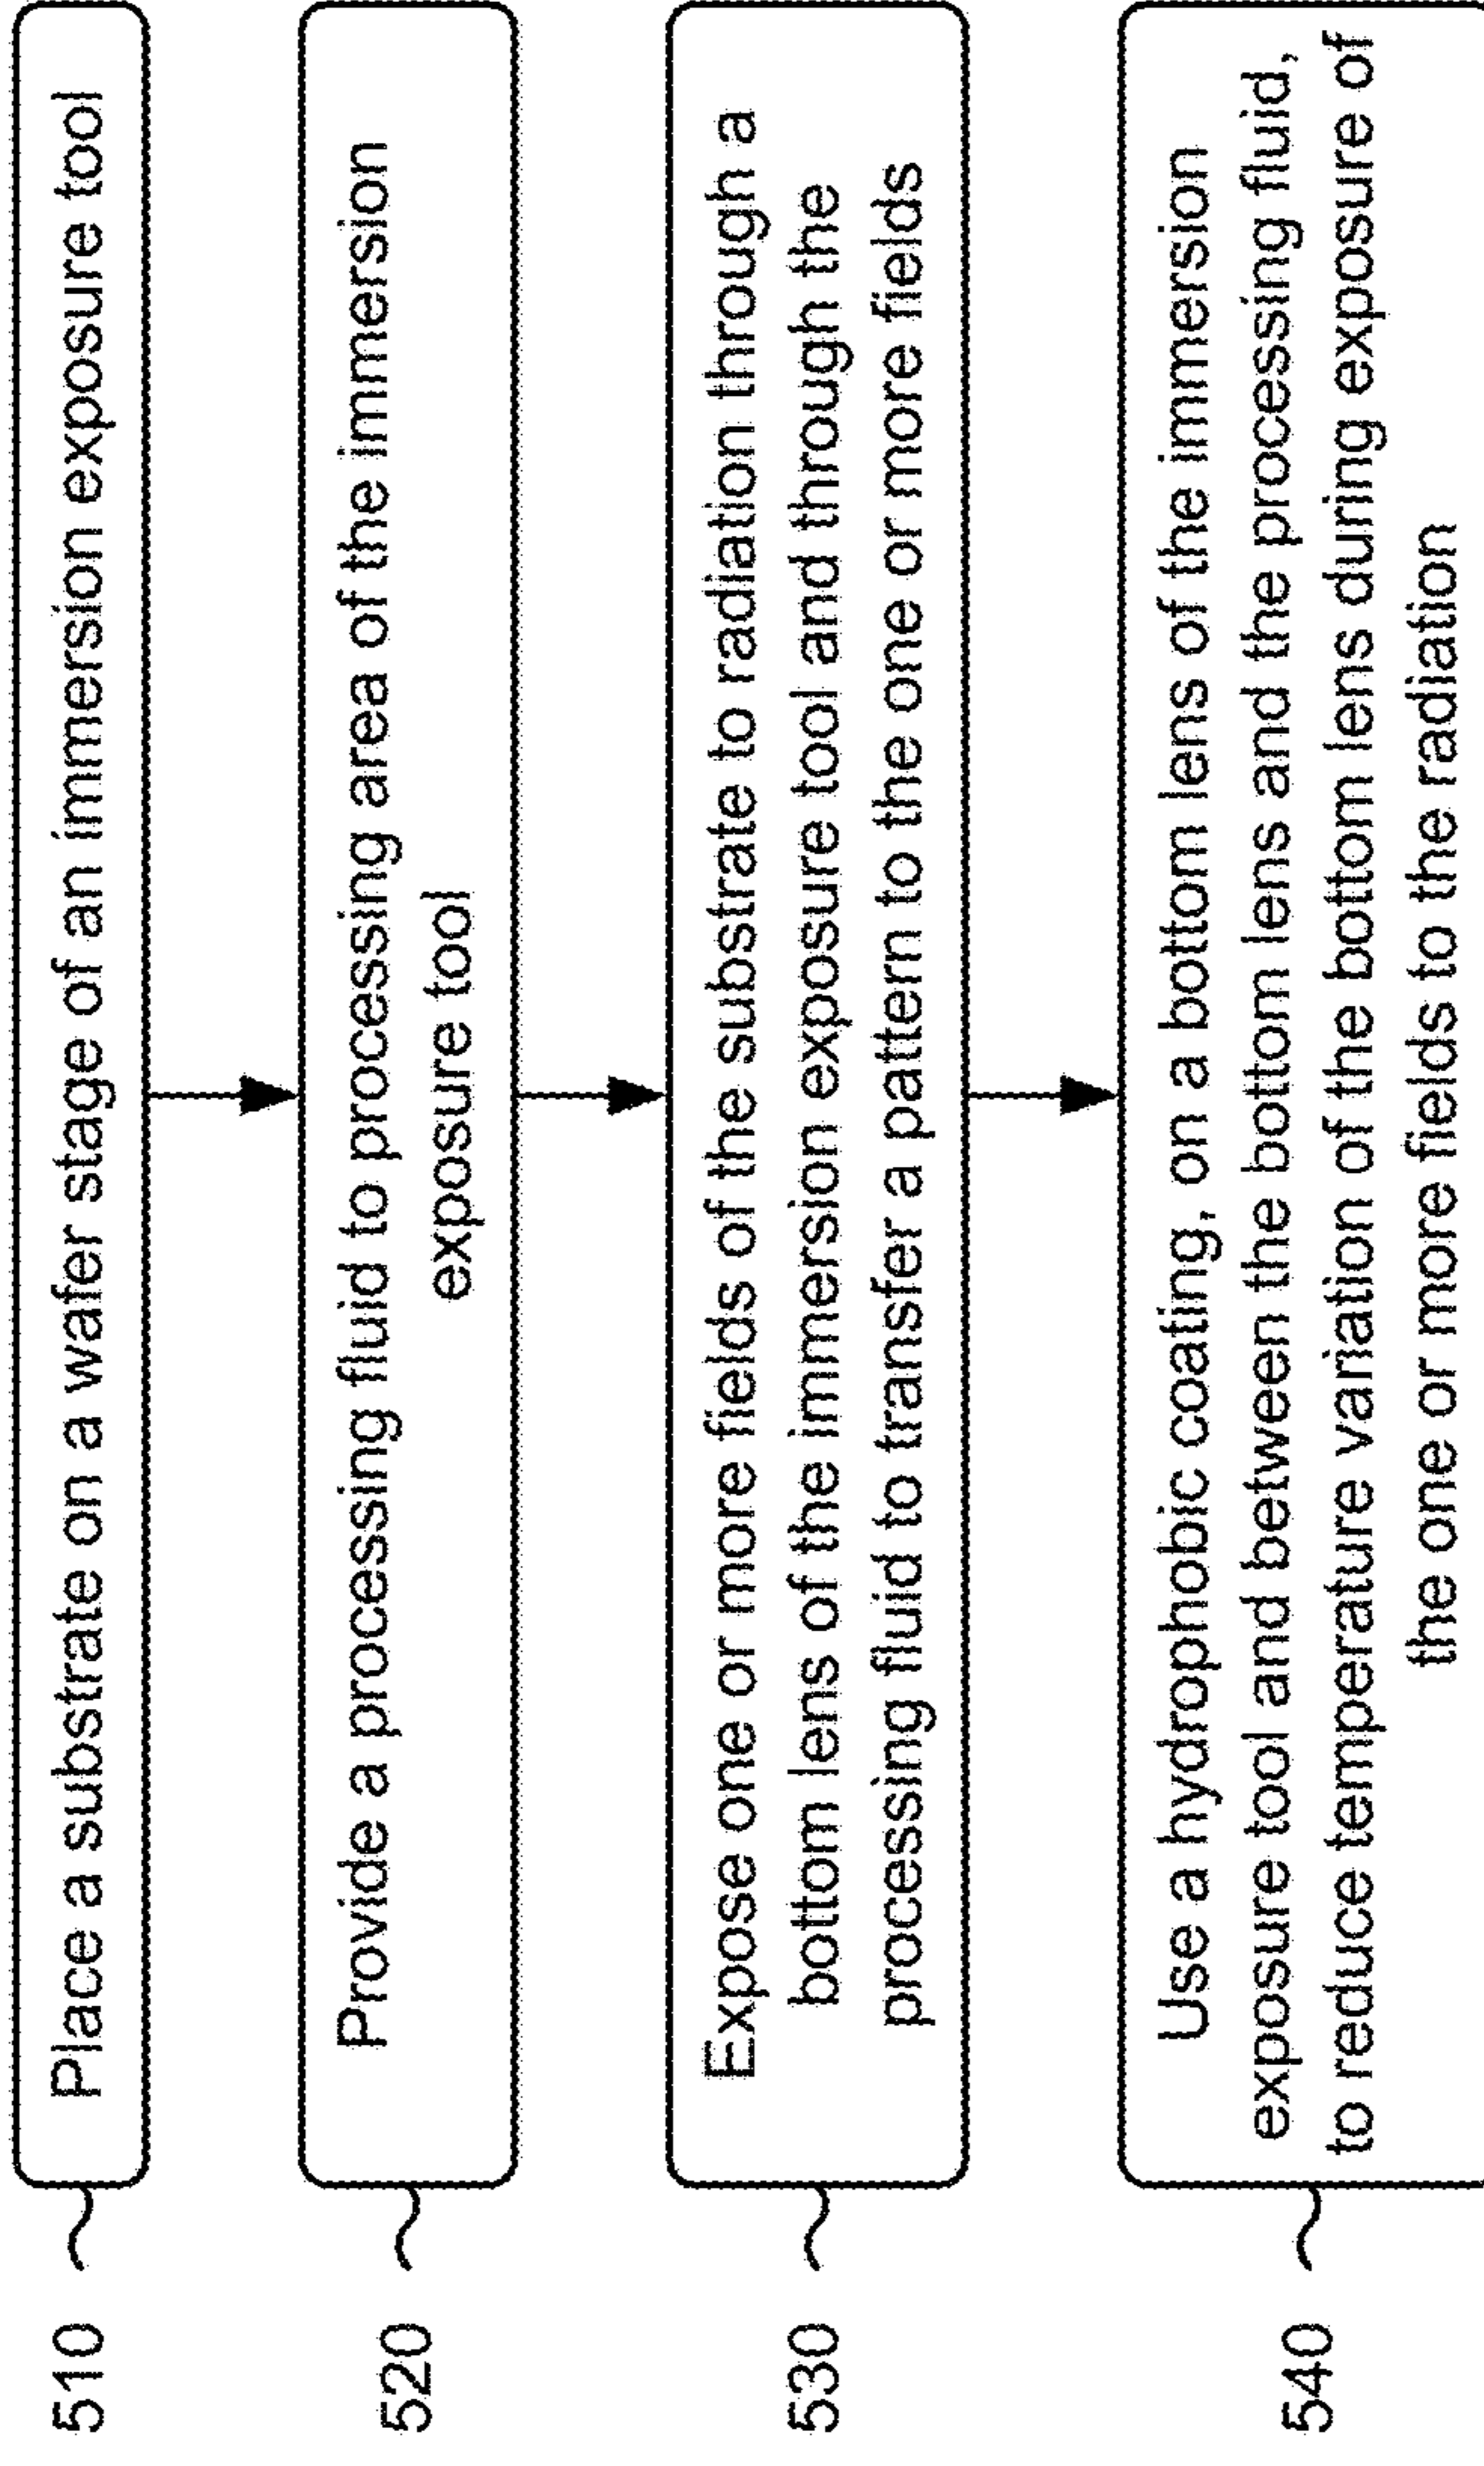 510
Place a substrate on a wafer stage of an immersion exposure tool
520
Provide a processing fluid to processing area of the immersion
exposure tool
530
Expose one or more fields of the substrate to radiation through a
bottom lens of the immersion exposure tool and through the
processing fluid to transfer a pattern to the one or more fields
540
Use a hydrophobic coating, on a bottom lens of the immersion
exposure tool and between the bottom lens and the processing fluid,
to reduce temperature variation of the bottom lens during exposure of
the one or more fields to the radiation